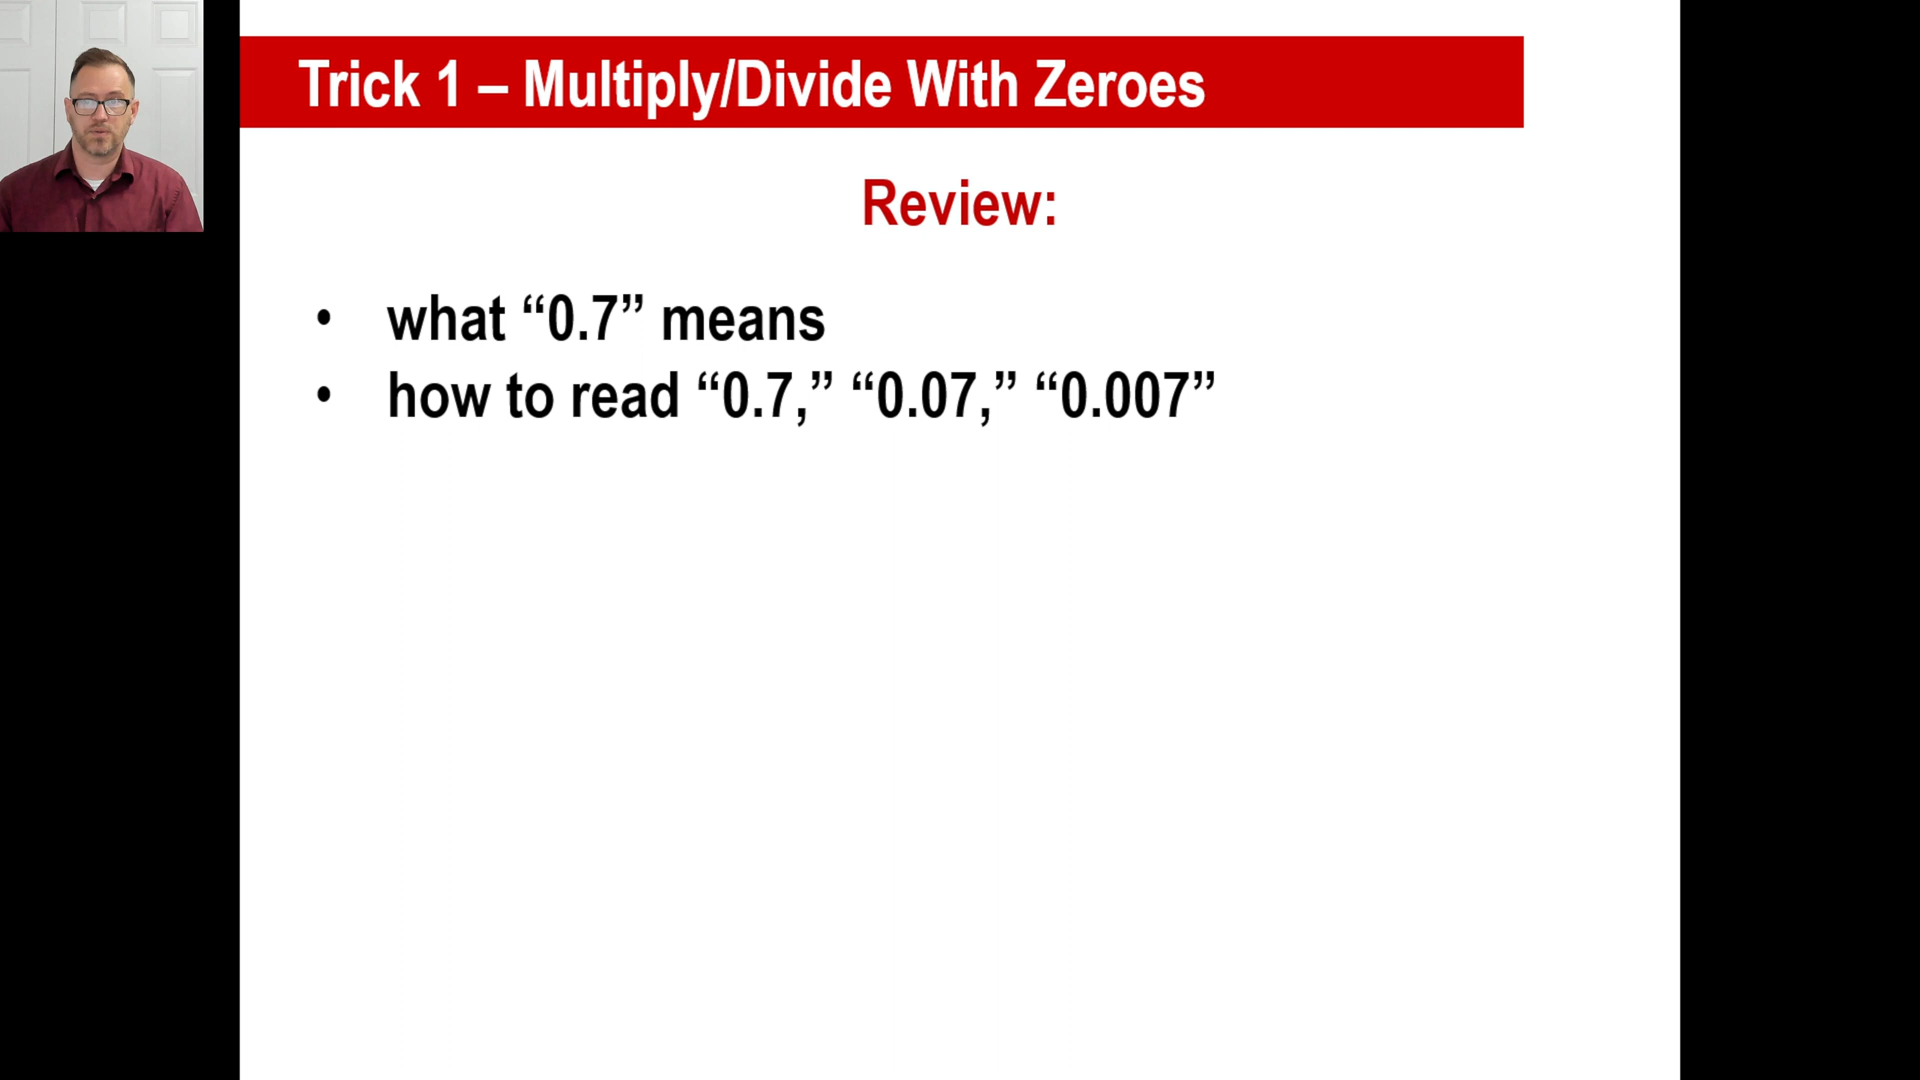 Trick 1 – Multiply/Divide With Zeroes
Review:
• what “0.7” means
• how to read “0.7,” “0.07,” “0.007”